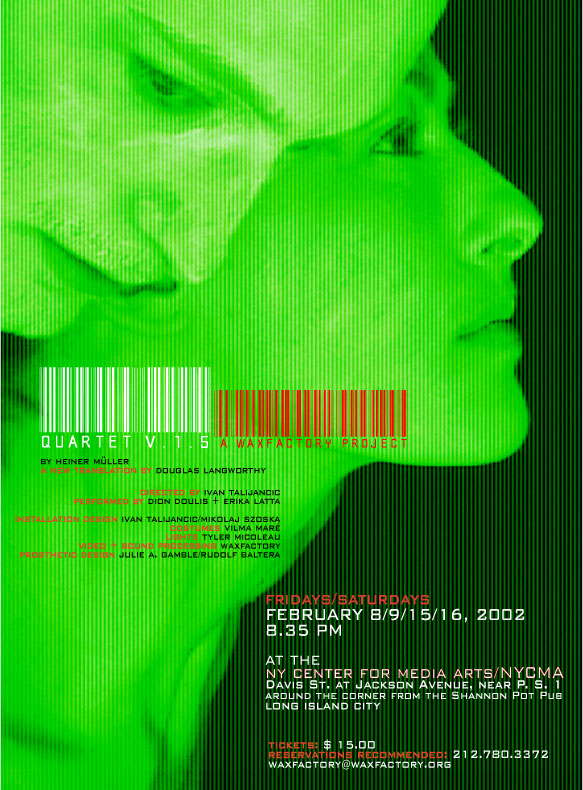 QUARTET V.1.5
A WAXFACTORY PROJECT
BY HEINER MÜLLER
A NEW TRANSLATION BY DOUGLAS LANGWORTHY
DIRECTED BY IVAN TALIJANCIC
PERFORMED BY DION DOULIS + ERIKA LATTA
INSTALLATION DESIGN IVAN TALIJANCIC/MIKOLAJ SZOSKA
COSTUMES VILMA MARE
LIGHTS TYLER MICOLEAU
VIDEO + SOUND PROCESSING WAXFACTORY
PROSTHETIC DESIGN JULIE A. GAMBLE/RUDOLF BALTERA
FRIDAYS/SATURDAYS
FEBRUARY 8/9/15/16, 2002
8.35 PM
AT THE
NY CENTER FOR MEDIA ARTS/NYCMA
DAVIS ST. AT JACKSON AVENUE, NEAR P. S. 1
AROUND THE CORNER FROM THE SHANNON POT PUB
LONG ISLAND CITY
TICKETS: $ 15.00
RESERVATIONS RECOMMENDED: 212.780.3372
WAXFACTORY@WAXFACTORY.ORG